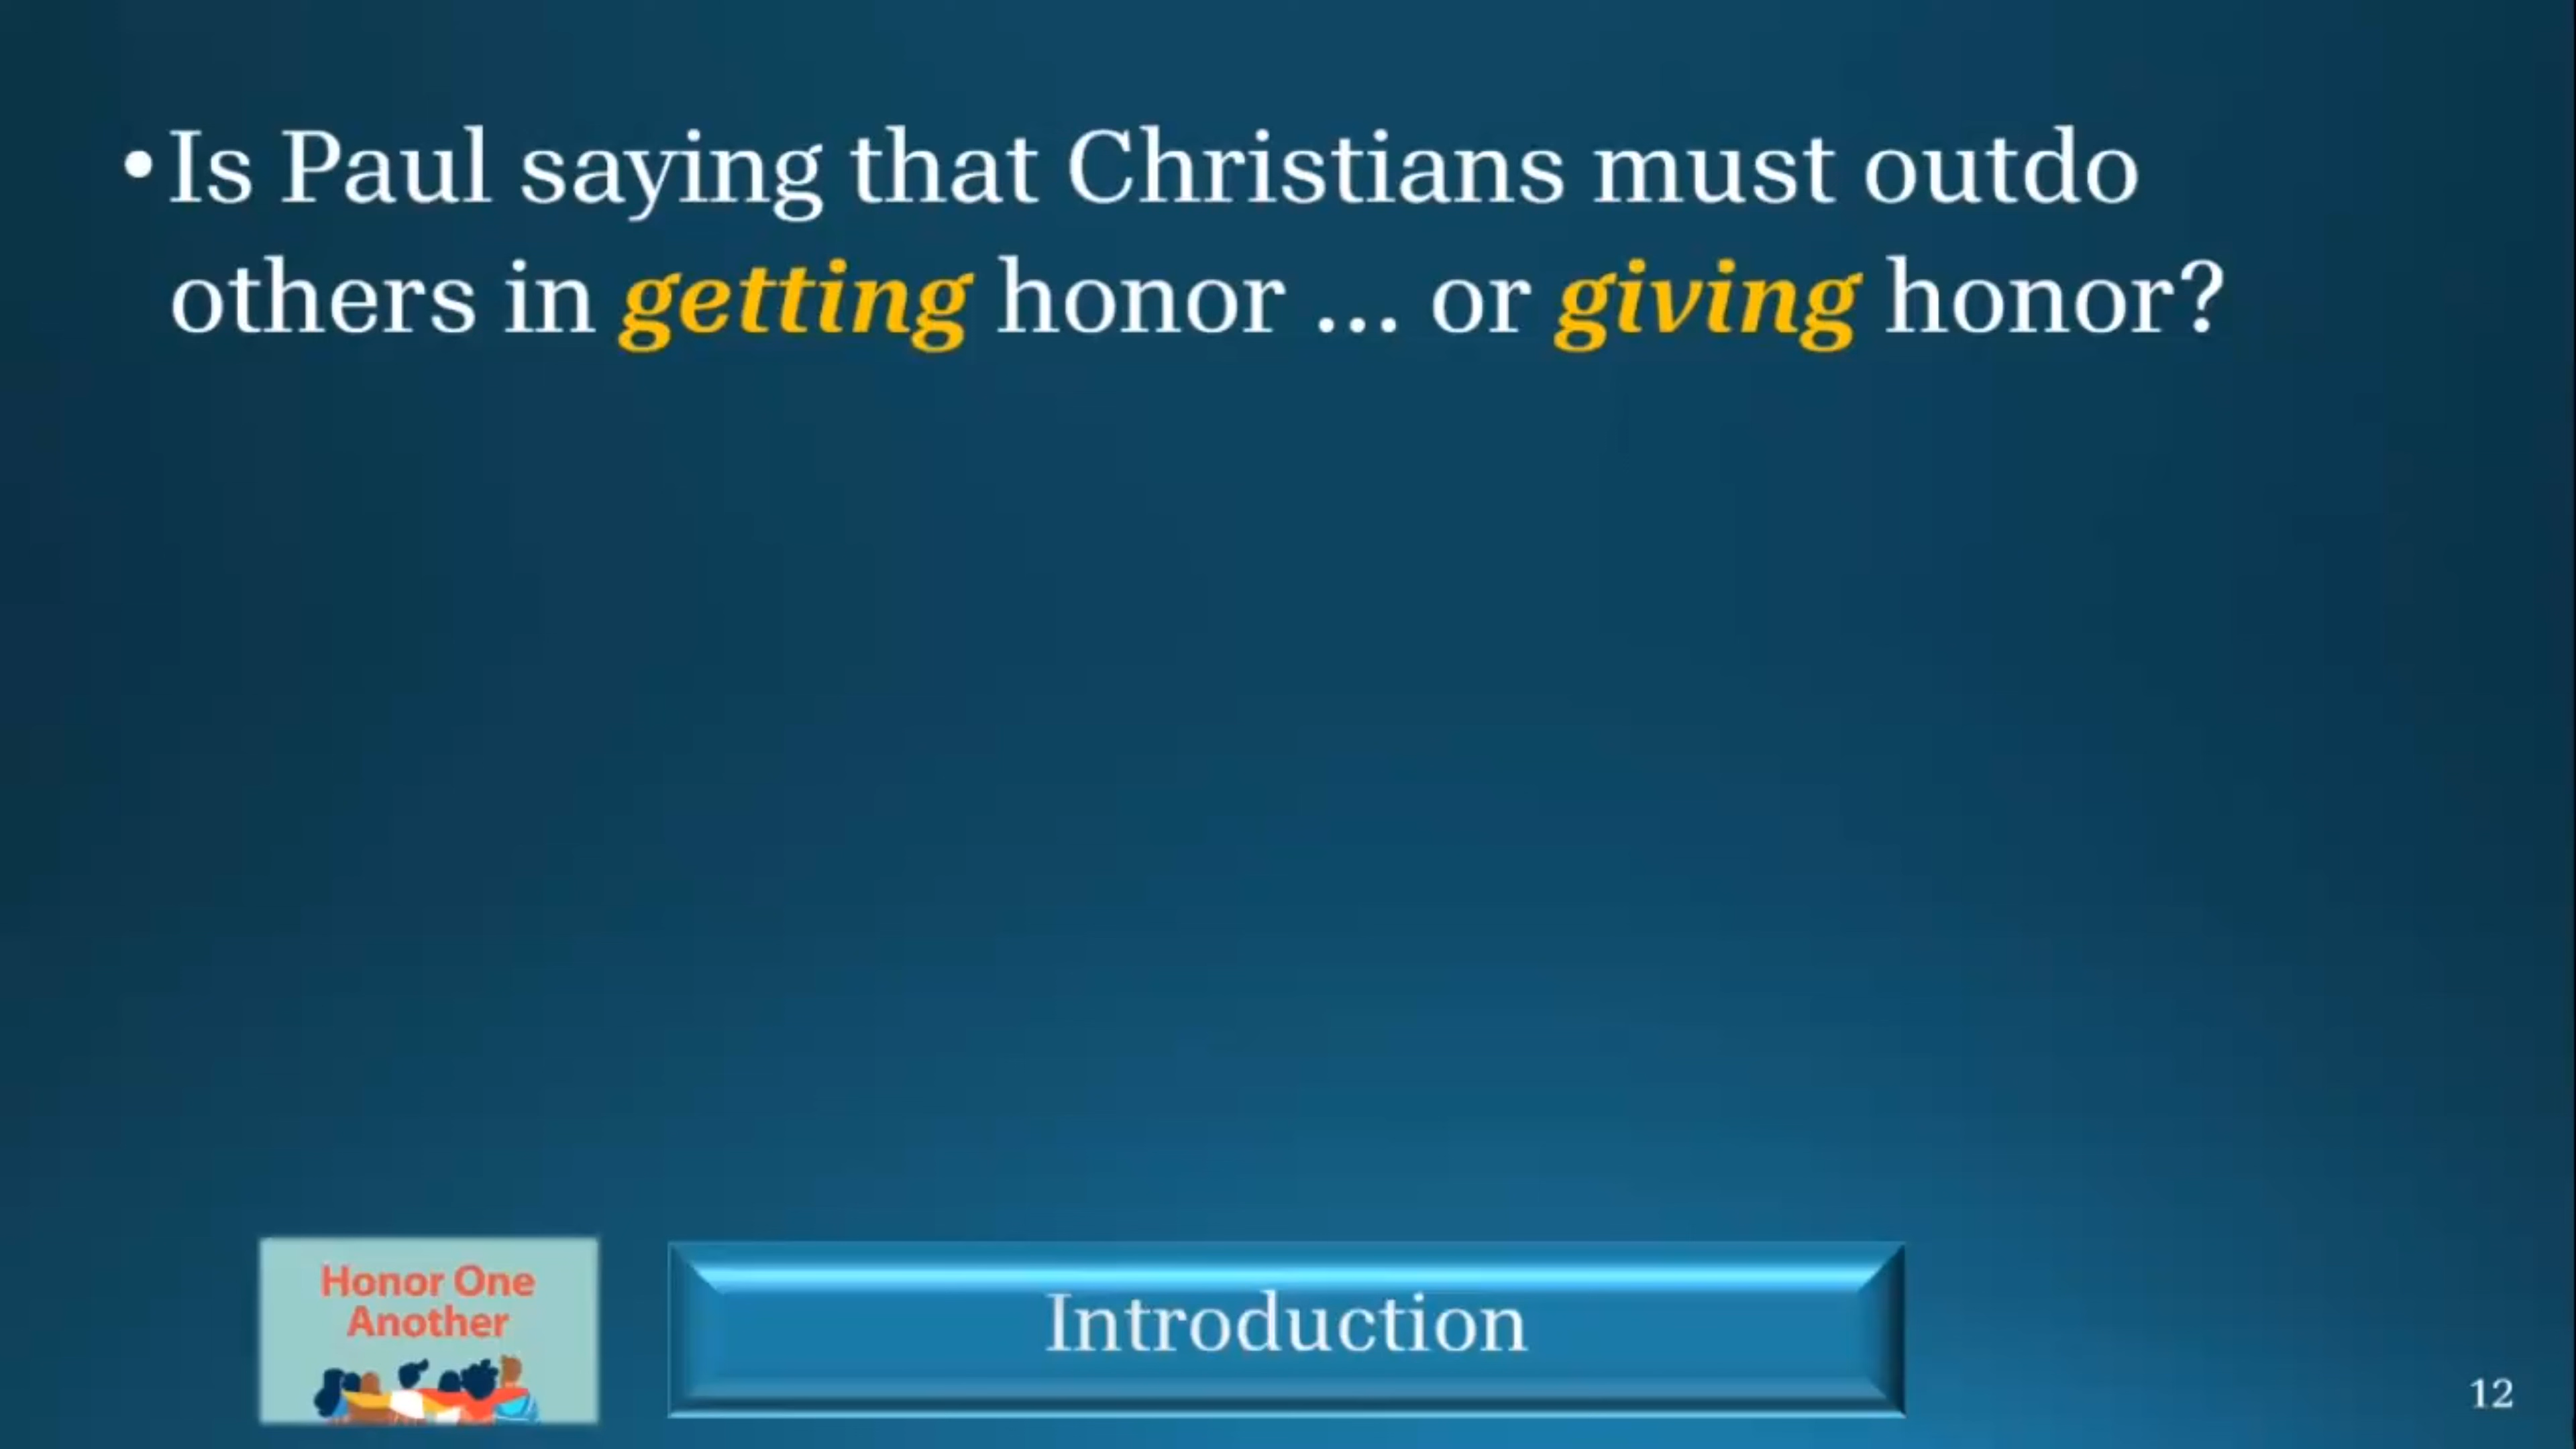 •Is Paul saying that Christians must outdo
others in getting honor ... or giving honor?
Honor One
Another
Introduction
12